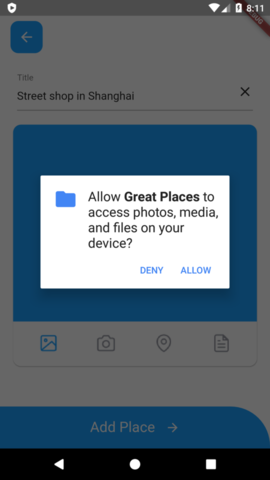 8:11
Title
Street shop in Shanghai
Allow Great Places to
access photos, media,
and files on your
device?
DENY ALLOW
Add Place